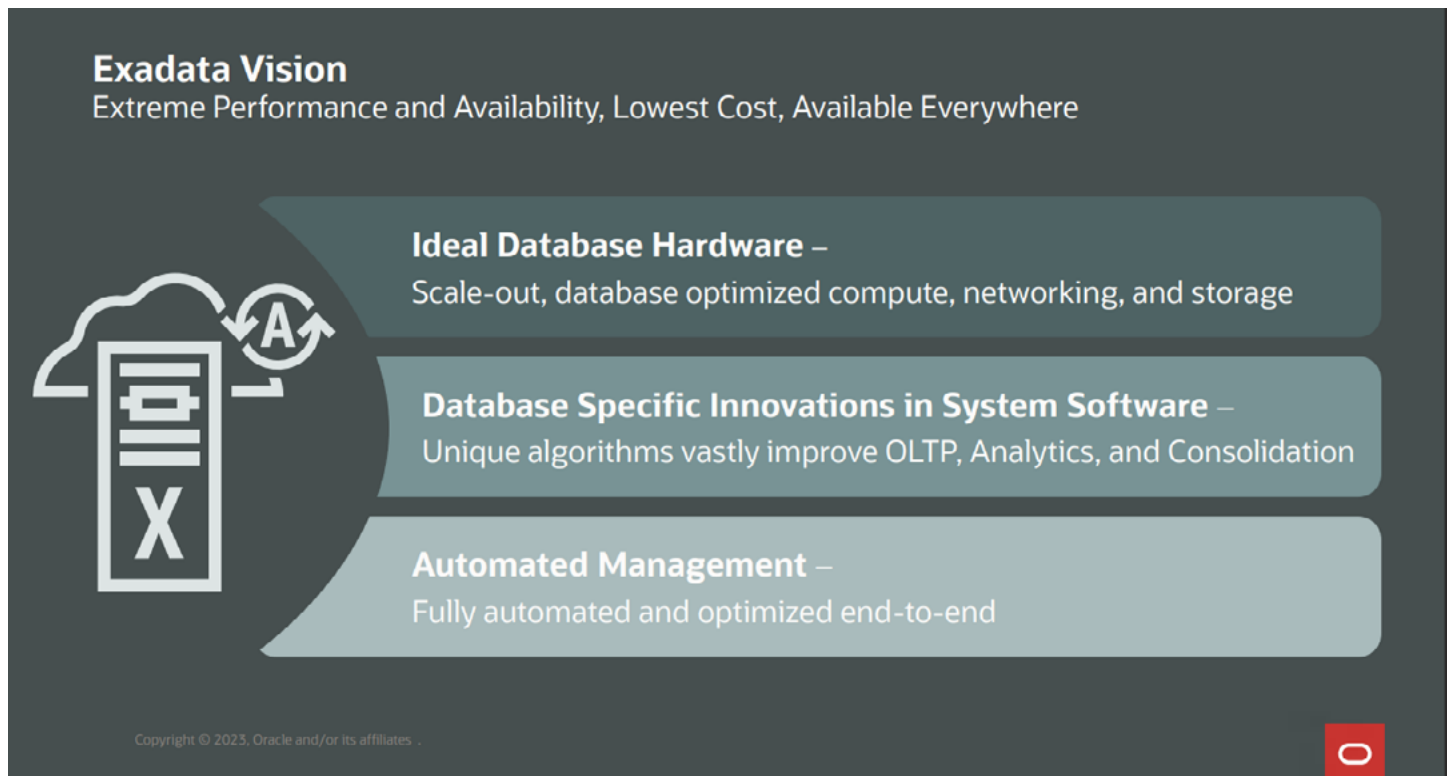 Exadata Vision
Extreme Performance and Availability, Lowest Cost, Available Everywhere
Ideal Database Hardware –
Scale-out, database optimized compute, networking, and storage
A
Database Specific Innovations in System Software –
Unique algorithms vastly improve OLTP, Analytics, and Consolidation
X
Automated Management –
Fully automated and optimized end-to-end
Copyright © 2023, Oracle and/or its affiliates .